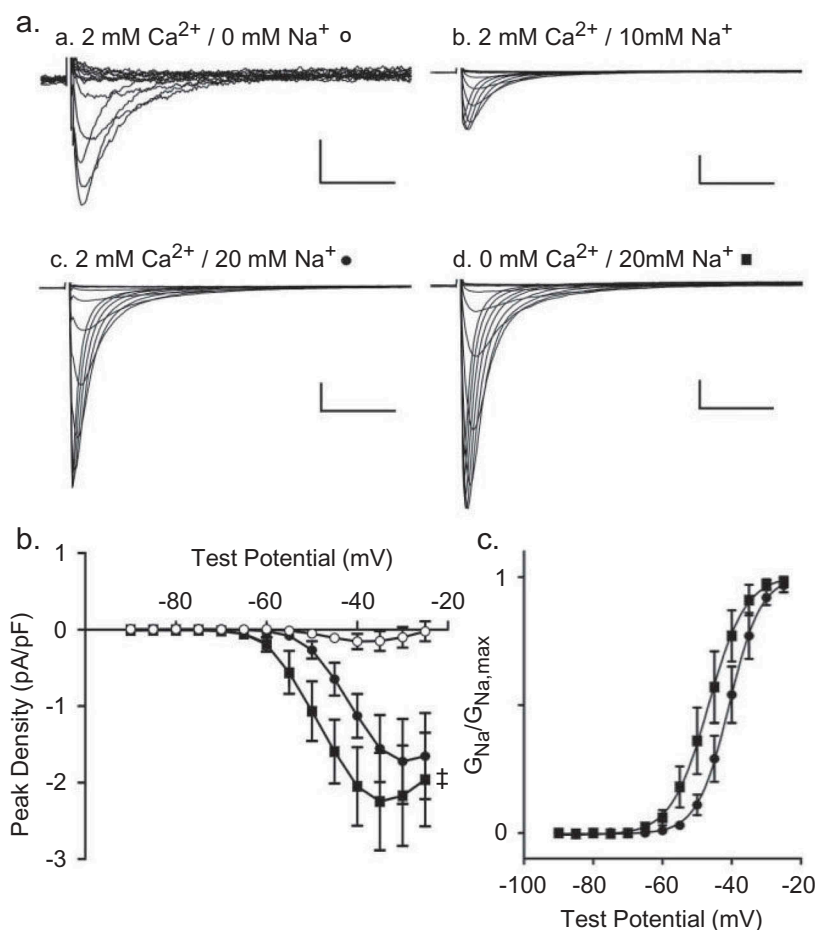 a.
a. 2 mM Ca²⁺ / 0 mM Na⁺ o
b. 2 mM Ca²⁺ / 10mM Na⁺
c. 2 mM Ca²⁺ / 20 mM Na⁺ ●
d. 0 mM Ca²⁺ / 20mM Na⁺ ■
b.
Test Potential (mV)
-80 -60 -40 -20
1
0
-1
-2
-3
Peak Density (pA/pF)
‡
c.
1
0
G_Na/G_Na,max
-100 -80 -60 -40 -20
Test Potential (mV)